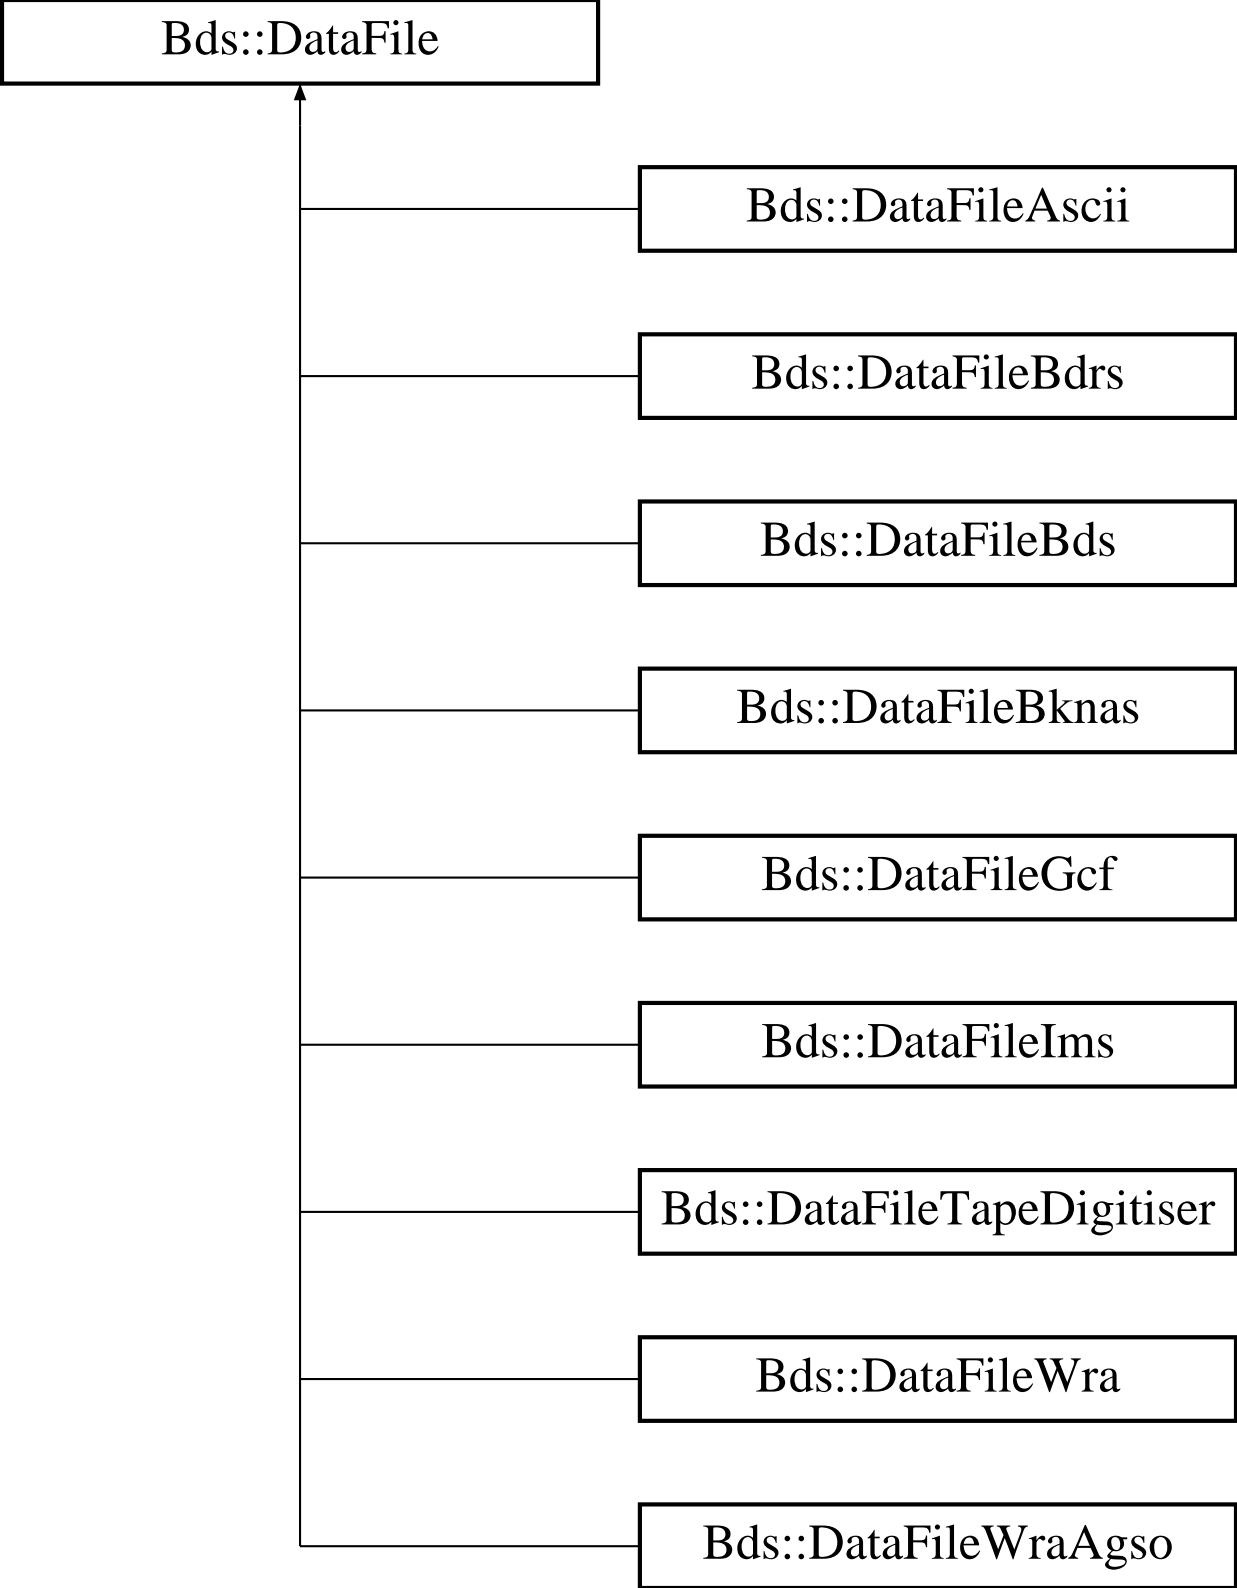 Bds::DataFile
Bds::DataFileAscii
Bds::DataFileBdrs
Bds::DataFileBds
Bds::DataFileBknas
Bds::DataFileGcf
Bds::DataFileIms
Bds::DataFileTapeDigitiser
Bds::DataFileWra
Bds::DataFileWraAgso